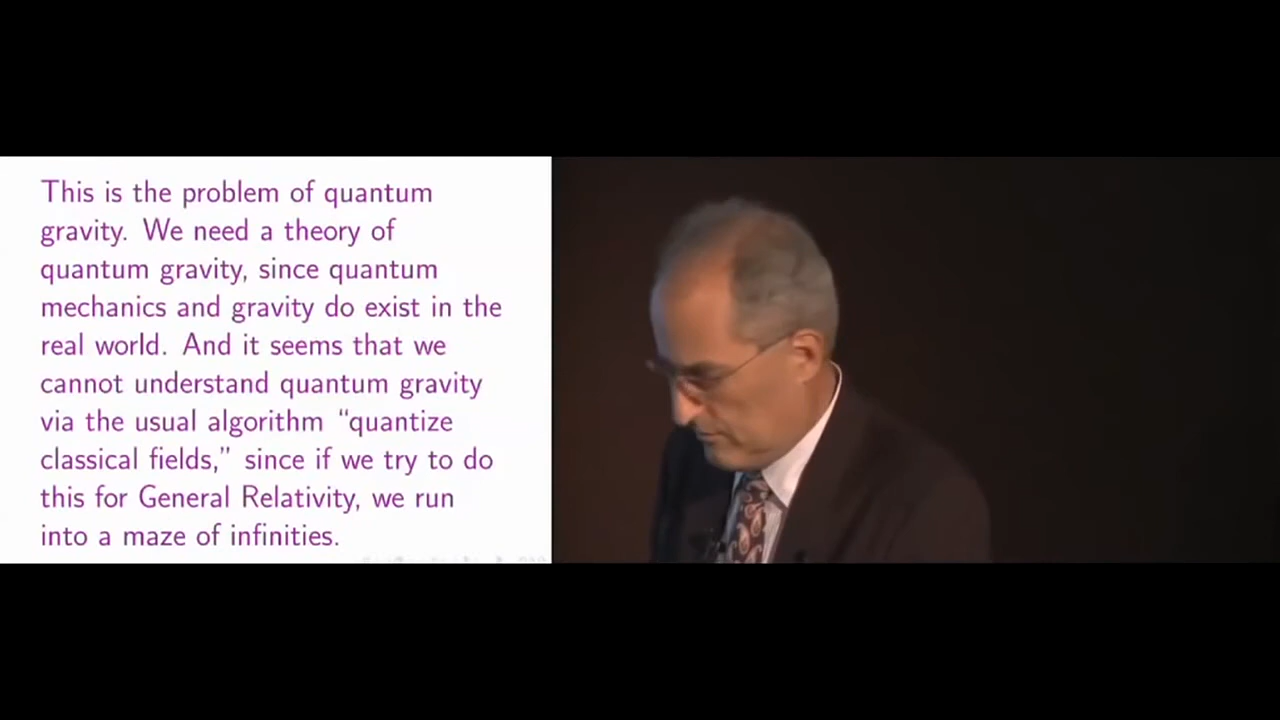 This is the problem of quantum
gravity. We need a theory of
quantum gravity, since quantum
mechanics and gravity do exist in the
real world. And it seems that we
cannot understand quantum gravity
via the usual algorithm “quantize
classical fields,” since if we try to do
this for General Relativity, we run
into a maze of infinities.